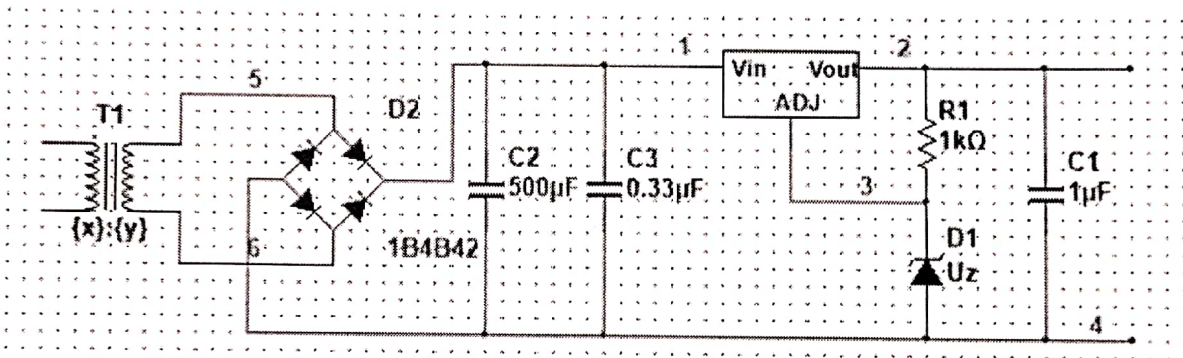 1
2
Vin
Vout
ADJ
5
T1
D2
R1
1kΩ
C2
500µF
C3
0.33µF
C1
1µF
3
{x}:{y}
6
1B4B42
D1
Uz
4